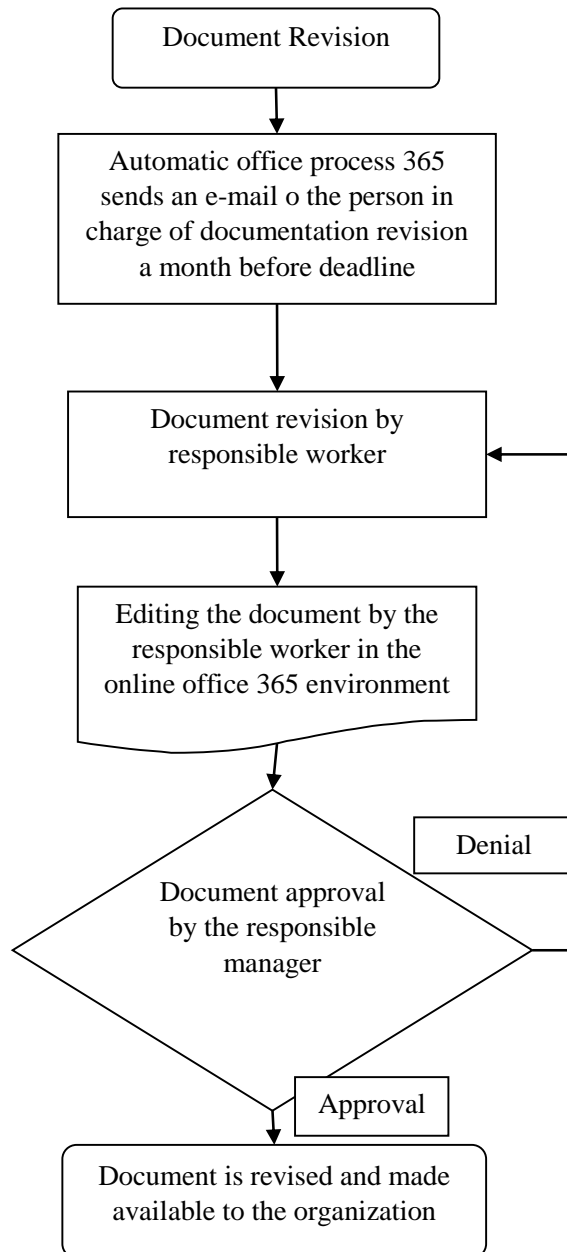 Document Revision
Automatic office process 365
sends an e-mail o the person in
charge of documentation revision
a month before deadline
Document revision by
responsible worker
Editing the document by the
responsible worker in the
online office 365 environment
Denial
Document approval
by the responsible
manager
Approval
Document is revised and made
available to the organization